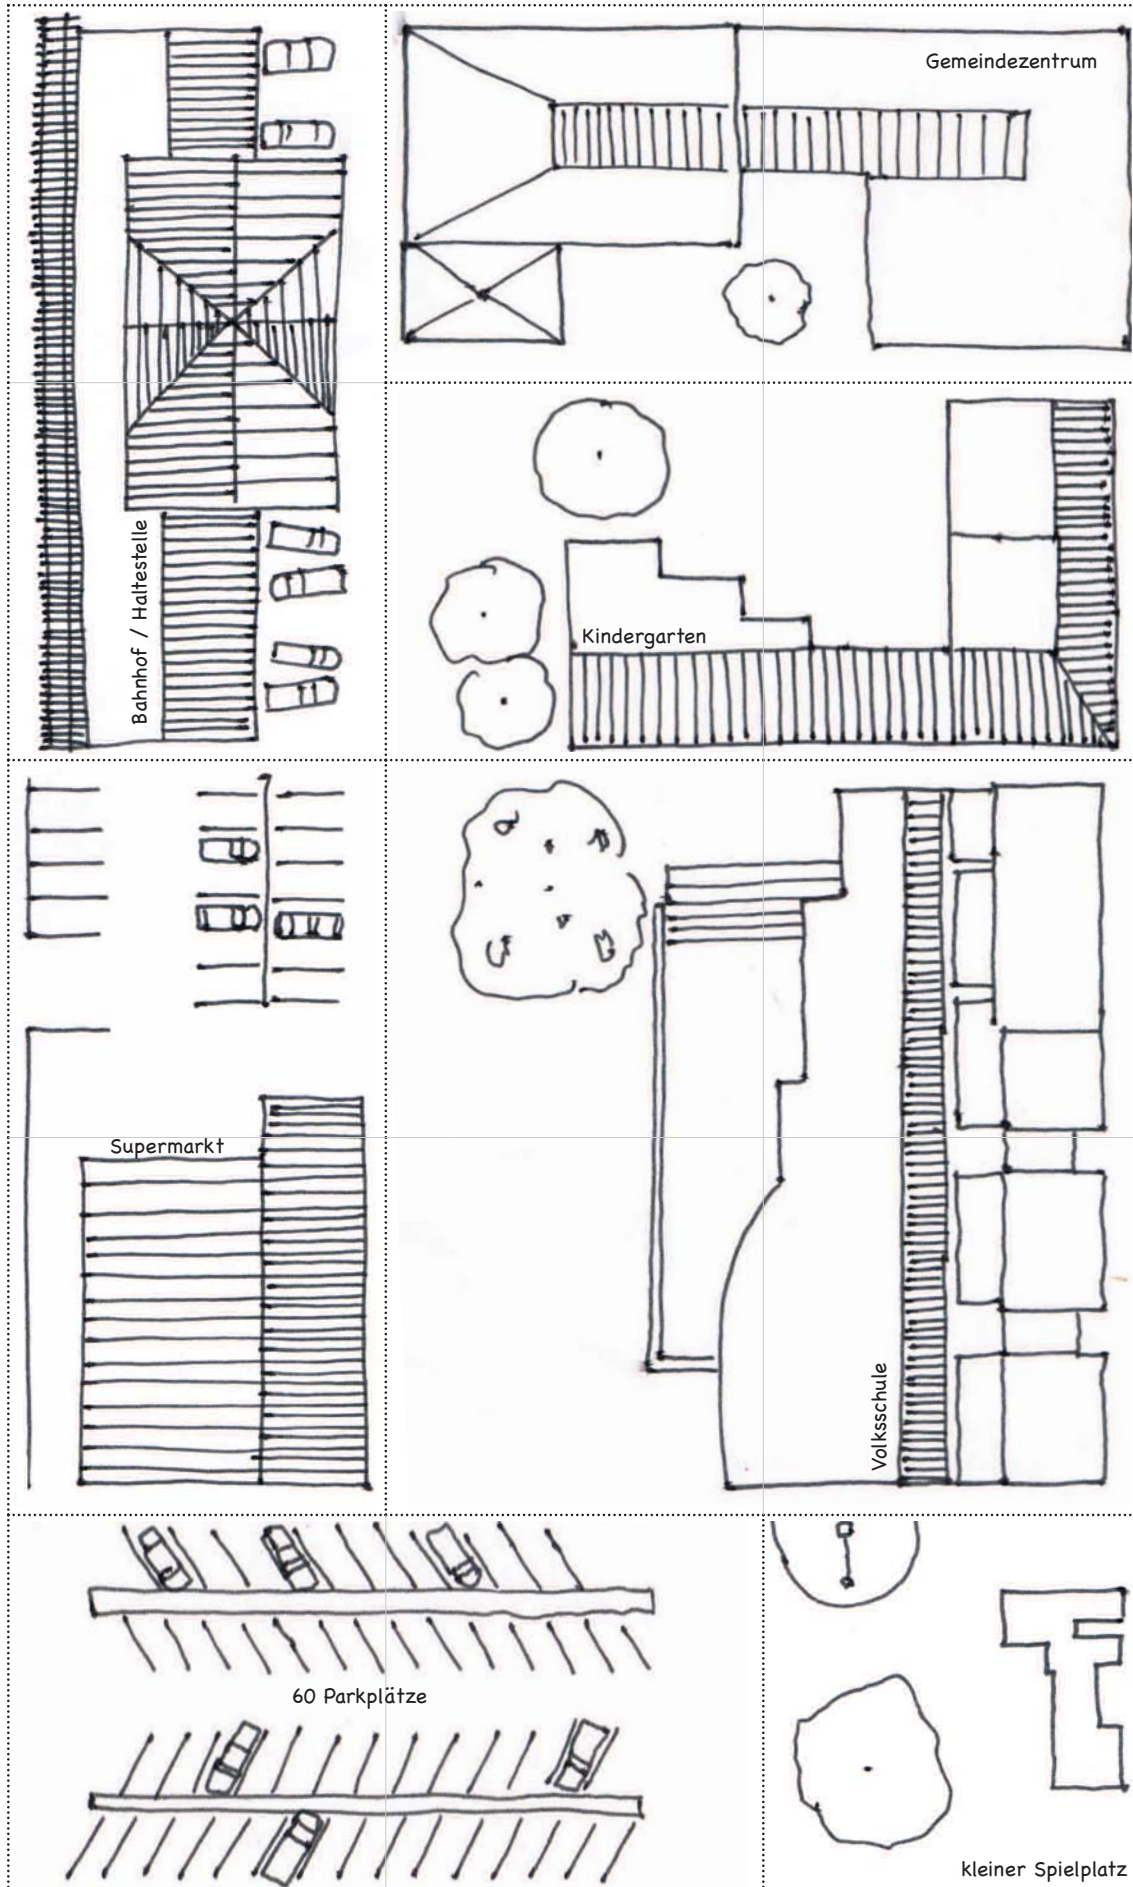 Gemeindezentrum
Bahnhof / Haltestelle
Kindergarten
Supermarkt
Volksschule
60 Parkplätze
kleiner Spielplatz